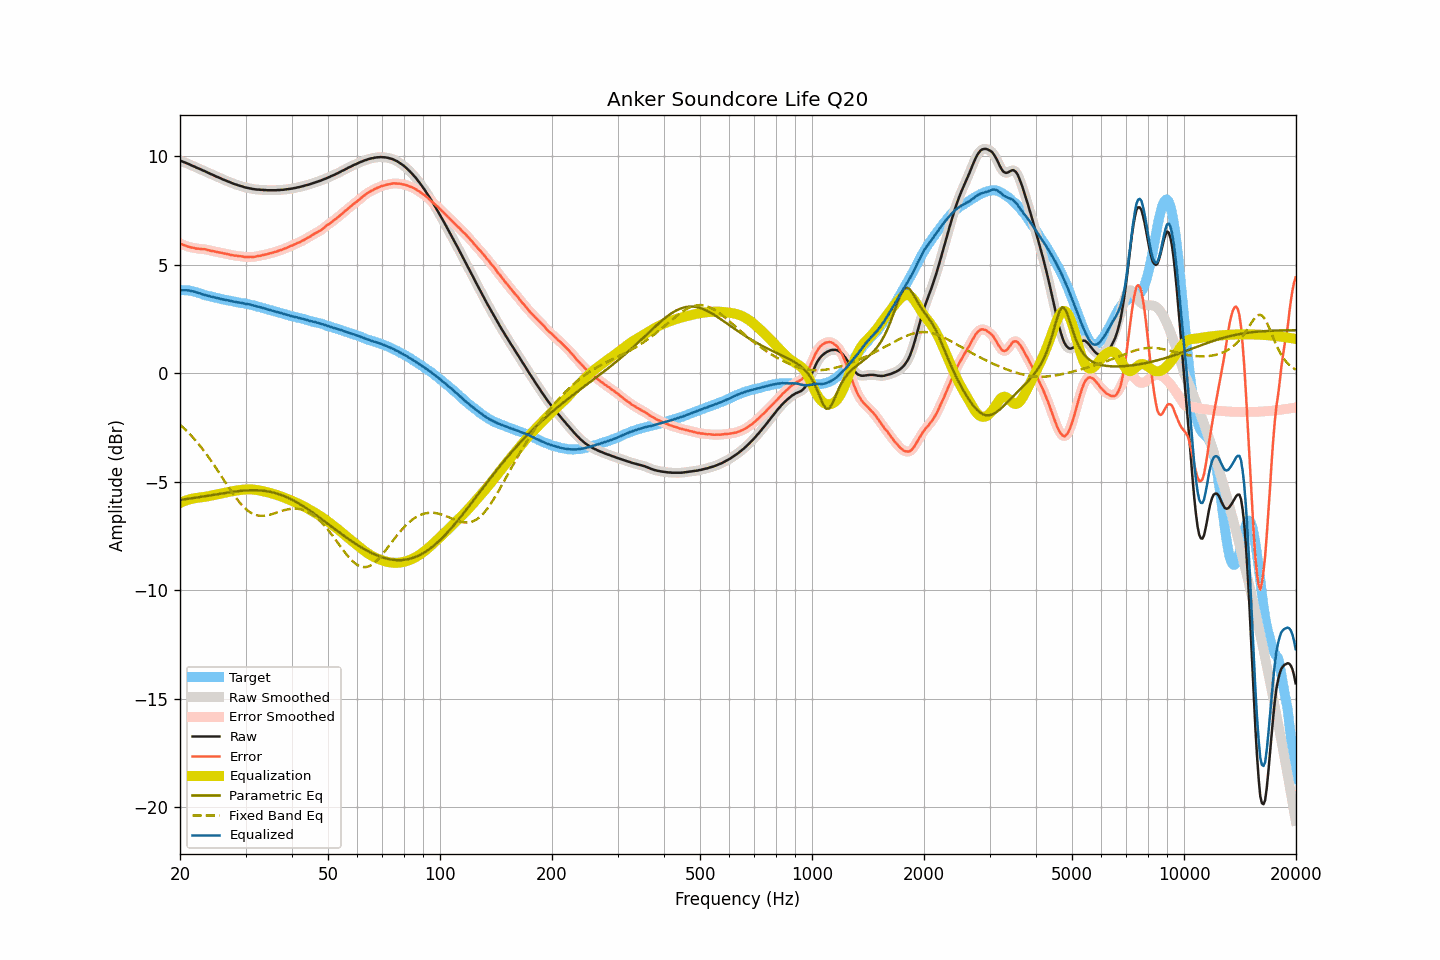 Anker Soundcore Life Q20
Amplitude (dBr)
10
5
0
−5
−10
−15
−20
Target
Raw Smoothed
Error Smoothed
Raw
Error
Equalization
Parametric Eq
Fixed Band Eq
Equalized
20 50 100 200 500 1000 2000 5000 10000 20000
Frequency (Hz)